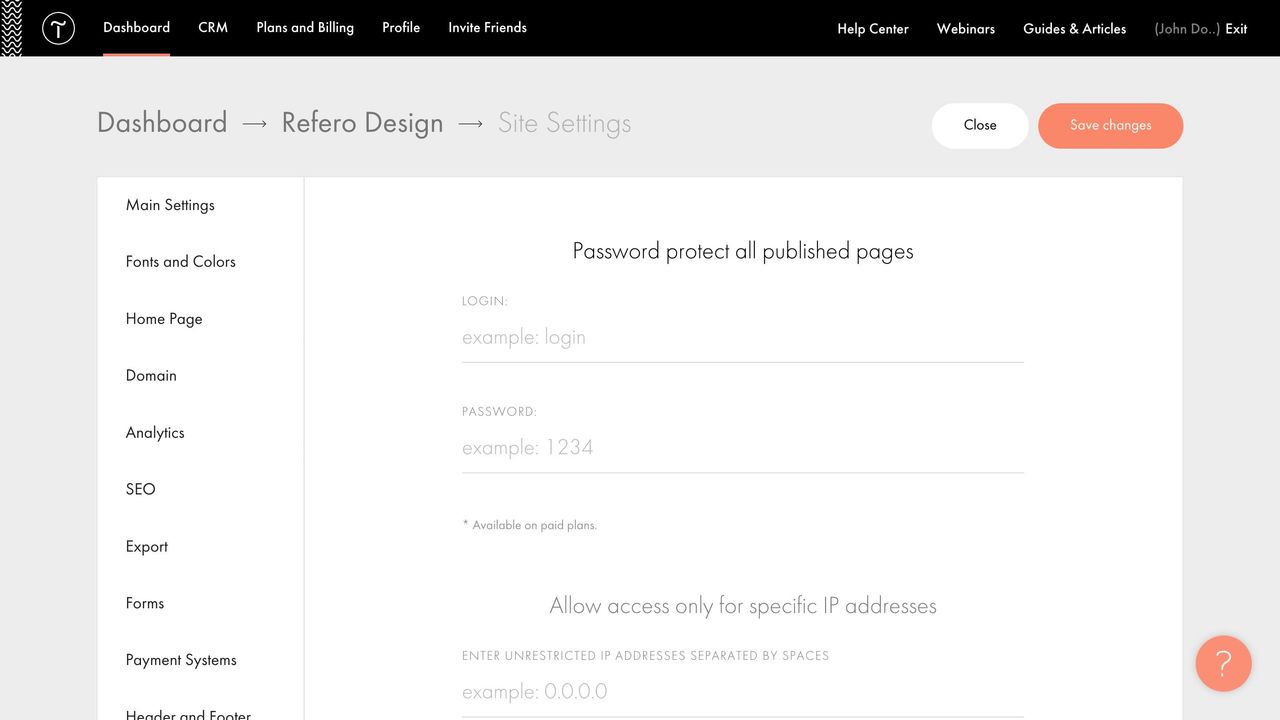 Dashboard CRM Plans and Billing Profile Invite Friends Help Center Webinars Guides & Articles (John Do..) Exit
Dashboard → Refero Design → Site Settings
Close
Save changes
Main Settings
Fonts and Colors
Home Page
Domain
Analytics
SEO
Export
Forms
Payment Systems
Header and Footer
Password protect all published pages
LOGIN:
example: login
PASSWORD:
example: 1234
* Available on paid plans.
Allow access only for specific IP addresses
ENTER UNRESTRICTED IP ADDRESSES SEPARATED BY SPACES
example: 0.0.0.0
?